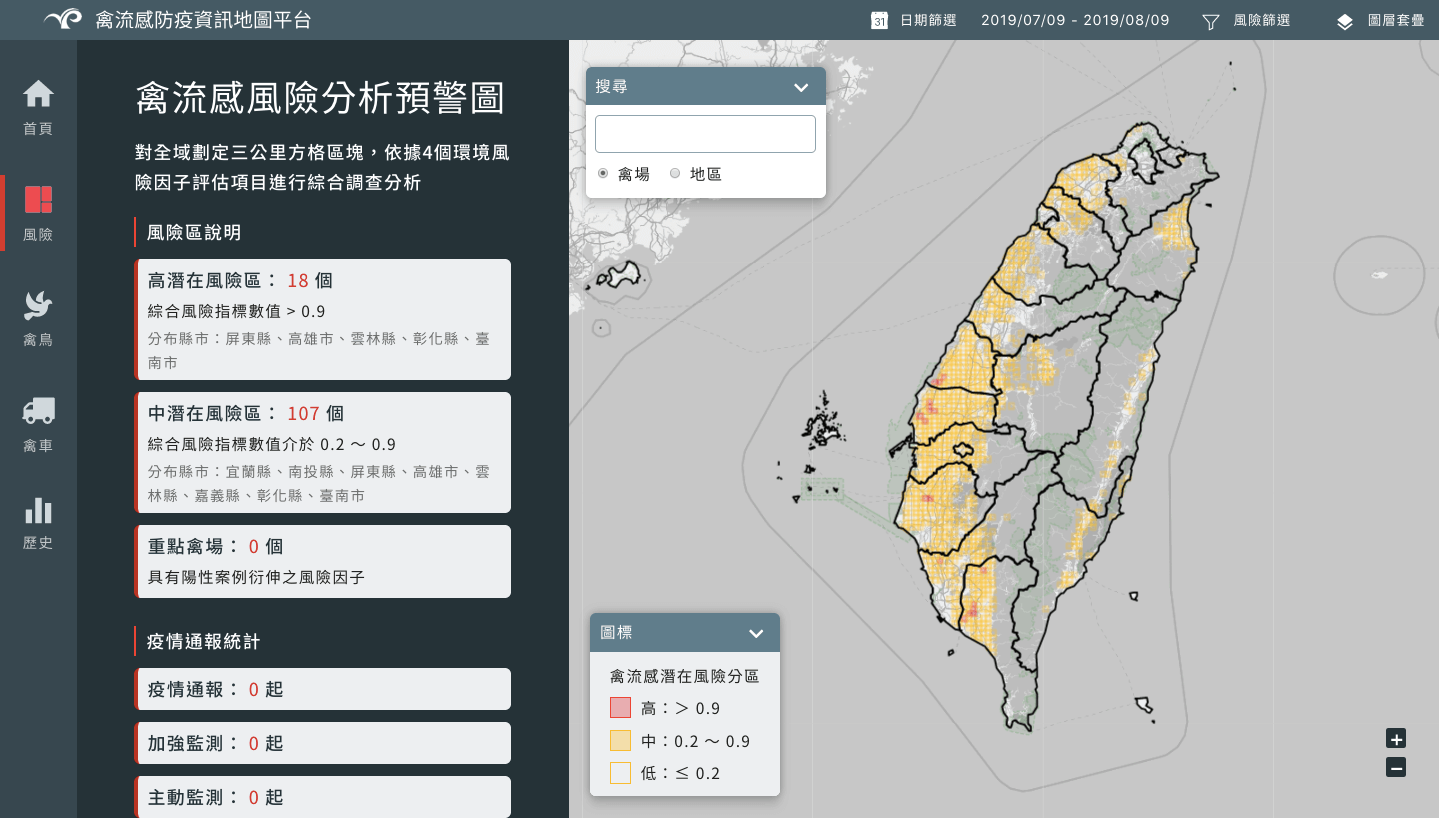 禽流感防疫資訊地圖平台
31 日期篩選 2019/07/09 - 2019/08/09 風險篩選 圖層套疊
首頁
風險
禽鳥
禽車
歷史
禽流感風險分析預警圖
對全域劃定三公里方格區塊，依據4個環境風
險因子評估項目進行綜合調查分析
風險區說明
高潛在風險區： 18 個
綜合風險指標數值 > 0.9
分布縣市：屏東縣、高雄市、雲林縣、彰化縣、臺
南市
中潛在風險區： 107 個
綜合風險指標數值介於 0.2 ～ 0.9
分布縣市：宜蘭縣、南投縣、屏東縣、高雄市、雲
林縣、嘉義縣、彰化縣、臺南市
重點禽場： 0 個
具有陽性案例衍伸之風險因子
疫情通報統計
疫情通報： 0 起
加強監測： 0 起
主動監測： 0 起
搜尋
禽場 地區
圖標
禽流感潛在風險分區
高：＞ 0.9
中：0.2 ～ 0.9
低：≤ 0.2